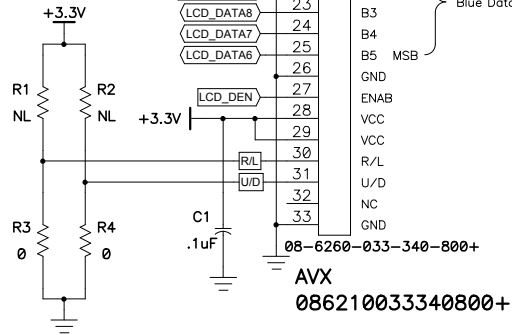 +3.3V
LCD_DATA8 23 B3
Blue Data
LCD_DATA7 24 B4
LCD_DATA6 25 B5 MSB
26 GND
R1 R2
LCD_DEN 27 ENAB
NL NL
+3.3V 28 VCC
29 VCC
R/L 30 R/L
U/D 31 U/D
32 NC
C1 33 GND
R3 R4
.1uF
0 0
08-6260-033-340-800+
AVX
086210033340800+